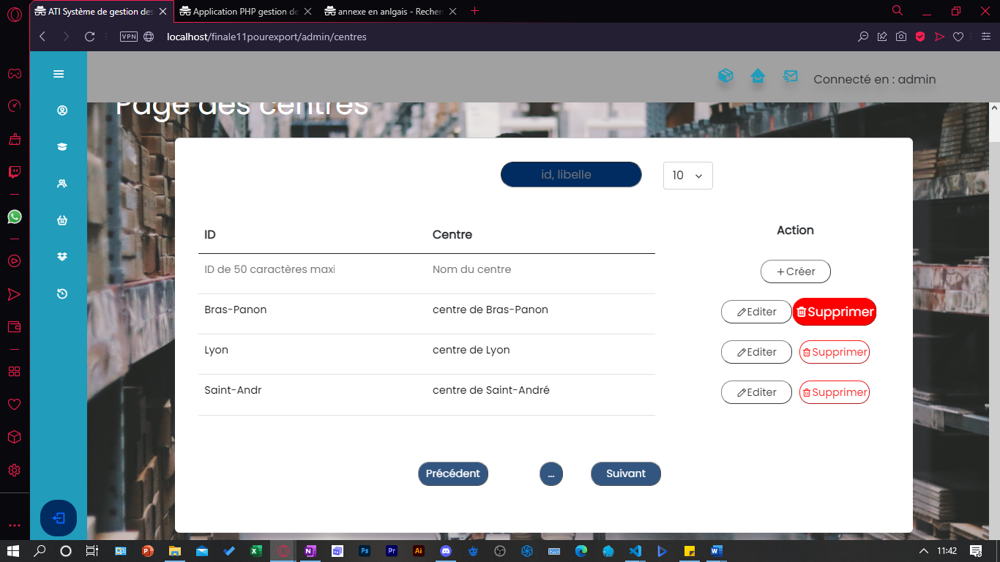 ATI Système de gestion des
Application PHP gestion de
annexe en anlgais - Recher
VPN
localhost/finale11pourexport/admin/centres
Connecté en : admin
Page des centres
id, libelle
10
ID
Centre
Action
ID de 50 caractères maxi
Nom du centre
+Créer
Bras-Panon
centre de Bras-Panon
Editer
Supprimer
Lyon
centre de Lyon
Editer
Supprimer
Saint-Andr
centre de Saint-André
Editer
Supprimer
Précédent
...
Suivant
11:42